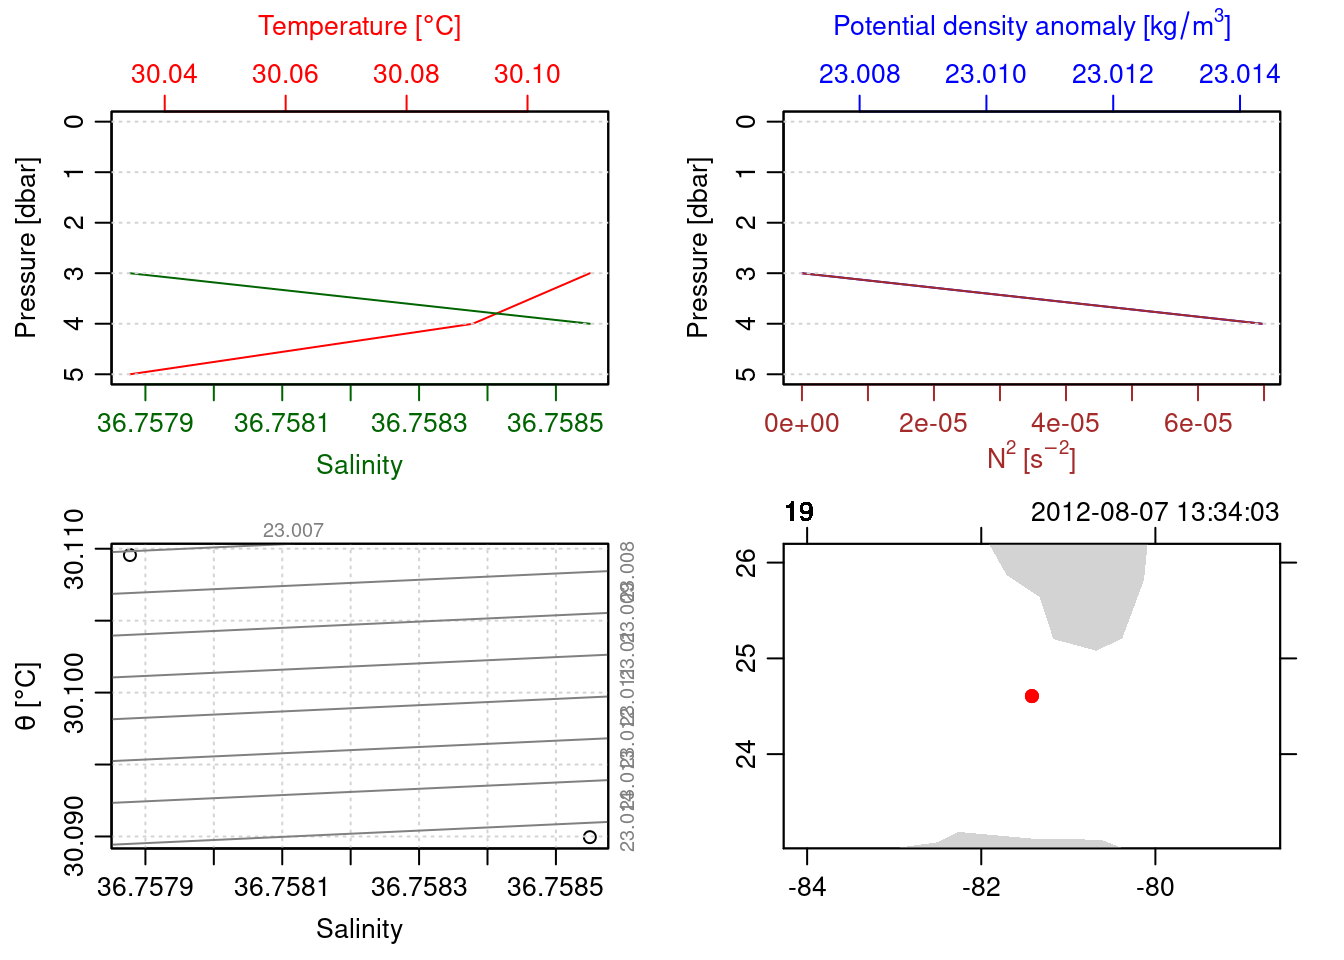 Temperature [°C]
30.04 30.06 30.08 30.10
Pressure [dbar]
0
1
2
3
4
5
36.7579 36.7581 36.7583 36.7585
Salinity
Potential density anomaly [kg/m³]
23.008 23.010 23.012 23.014
Pressure [dbar]
0
1
2
3
4
5
0e+00 2e-05 4e-05 6e-05
N² [s⁻²]
23.007
θ [°C]
30.110
30.100
30.090
23.008
36.7579 36.7581 36.7583 36.7585
Salinity
19 2012-08-07 13:34:03
26
25
24
-84 -82 -80